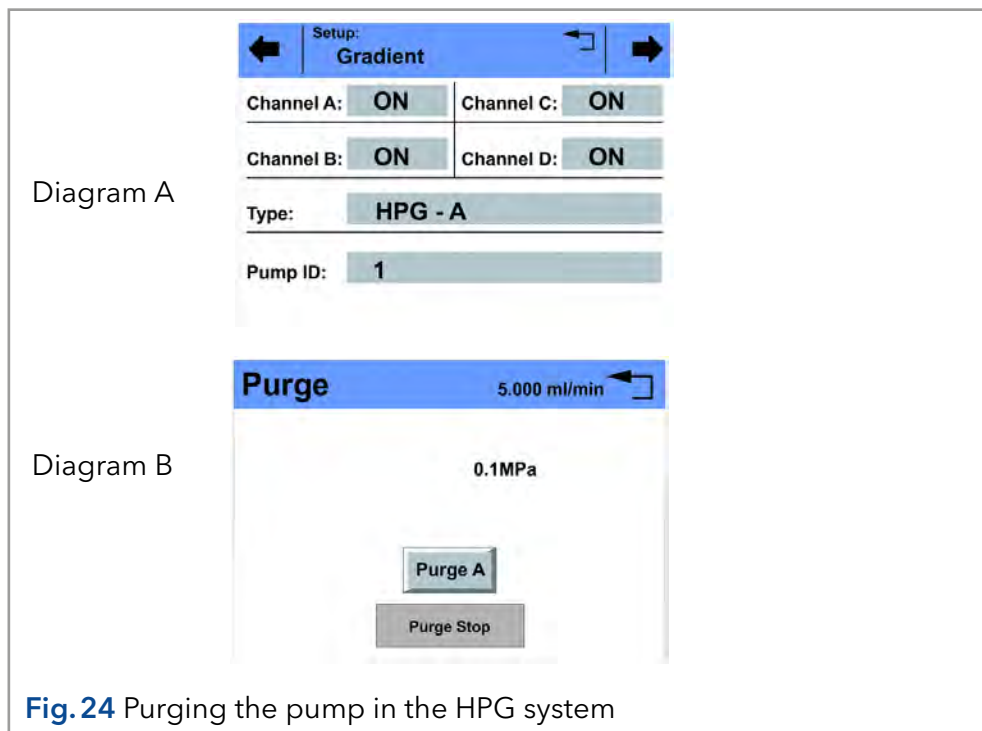 Diagram A
Setup:
Gradient
Channel A: ON Channel C: ON
Channel B: ON Channel D: ON
Type: HPG - A
Pump ID: 1
Diagram B
Purge 5.000 ml/min
0.1MPa
Purge A
Purge Stop
Fig. 24 Purging the pump in the HPG system